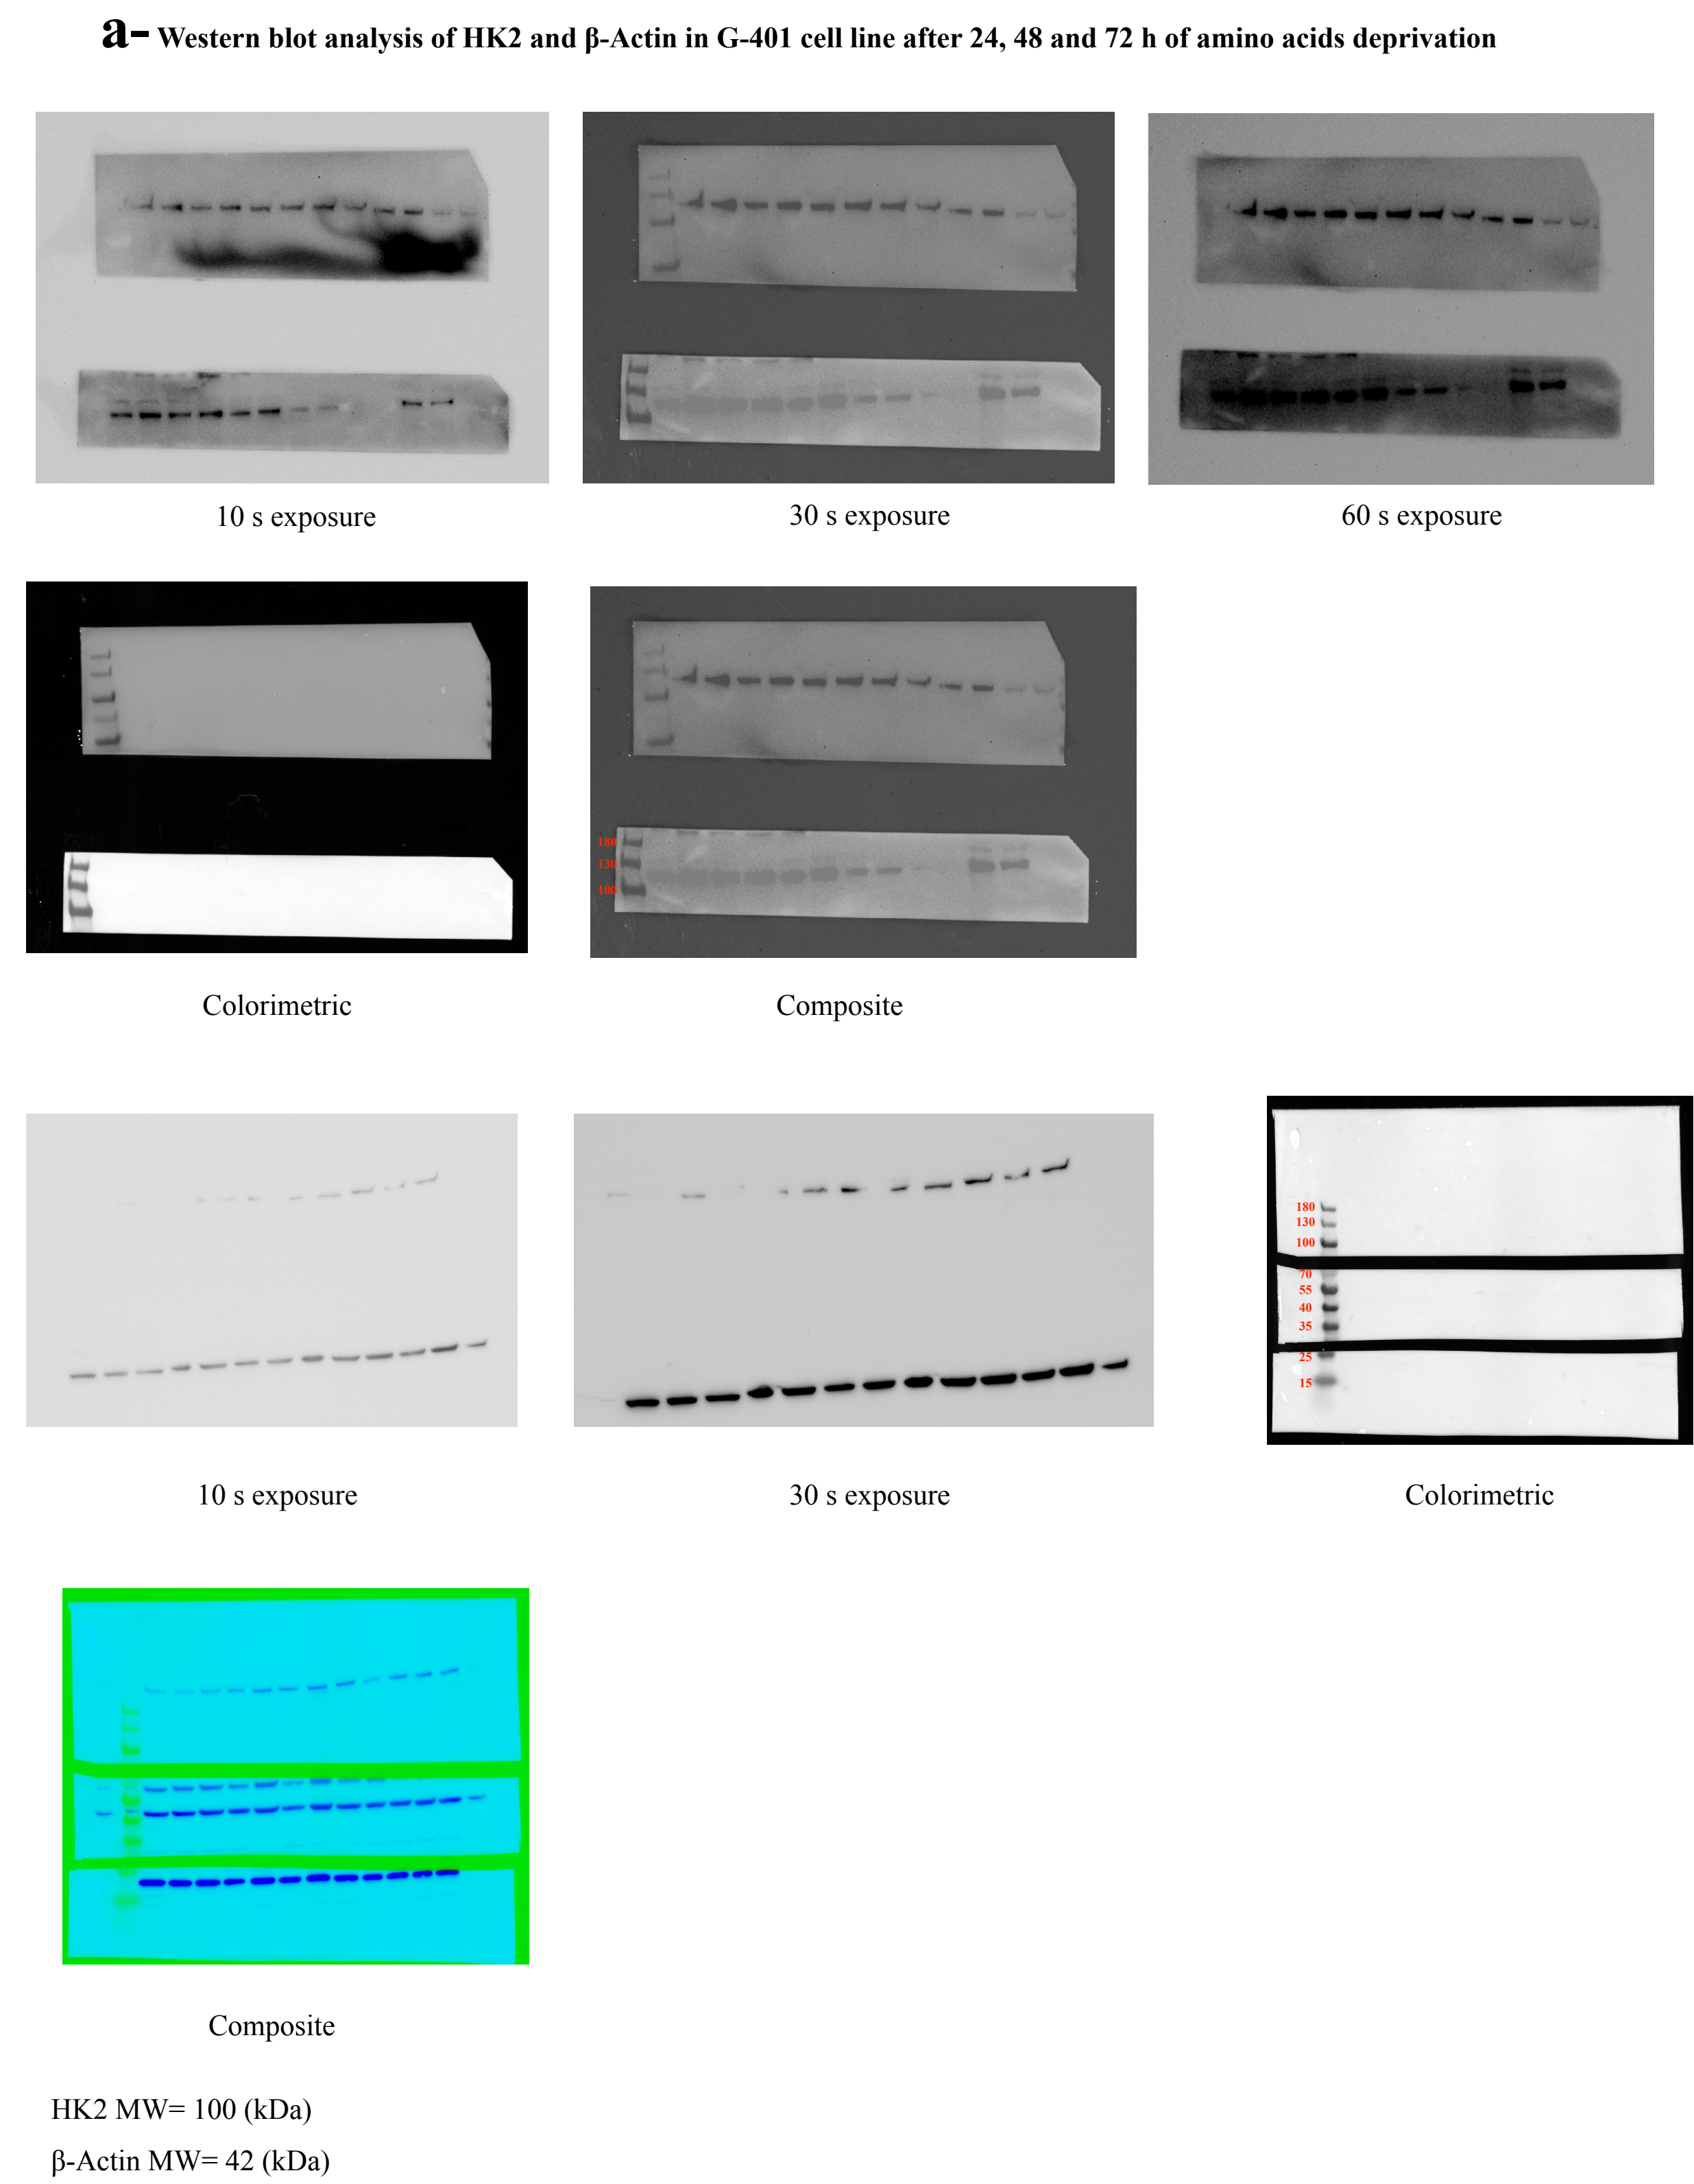 a- Western blot analysis of HK2 and β-Actin in G-401 cell line after 24, 48 and 72 h of amino acids deprivation
10 s exposure
30 s exposure
60 s exposure
180
130
100
Colorimetric
Composite
180
130
100
70
55
40
35
25
15
10 s exposure
30 s exposure
Colorimetric
Composite
HK2 MW= 100 (kDa)
β-Actin MW= 42 (kDa)